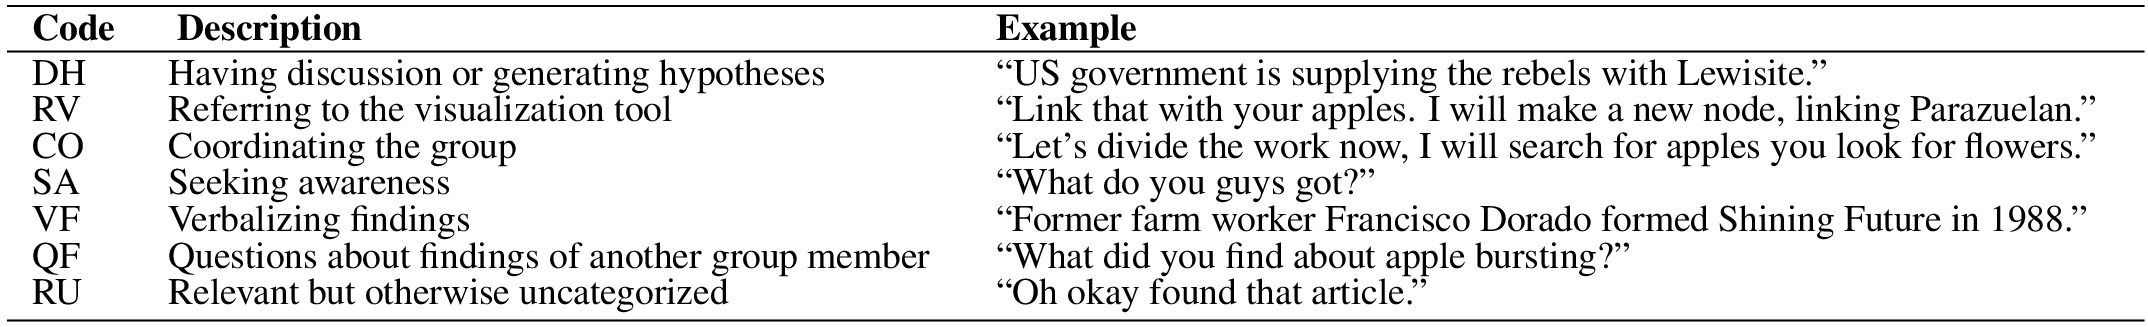 Code Description Example
DH Having discussion or generating hypotheses “US government is supplying the rebels with Lewisite.”
RV Referring to the visualization tool “Link that with your apples. I will make a new node, linking Parazuelan.”
CO Coordinating the group “Let’s divide the work now, I will search for apples you look for flowers.”
SA Seeking awareness “What do you guys got?”
VF Verbalizing findings “Former farm worker Francisco Dorado formed Shining Future in 1988.”
QF Questions about findings of another group member “What did you find about apple bursting?”
RU Relevant but otherwise uncategorized “Oh okay found that article.”